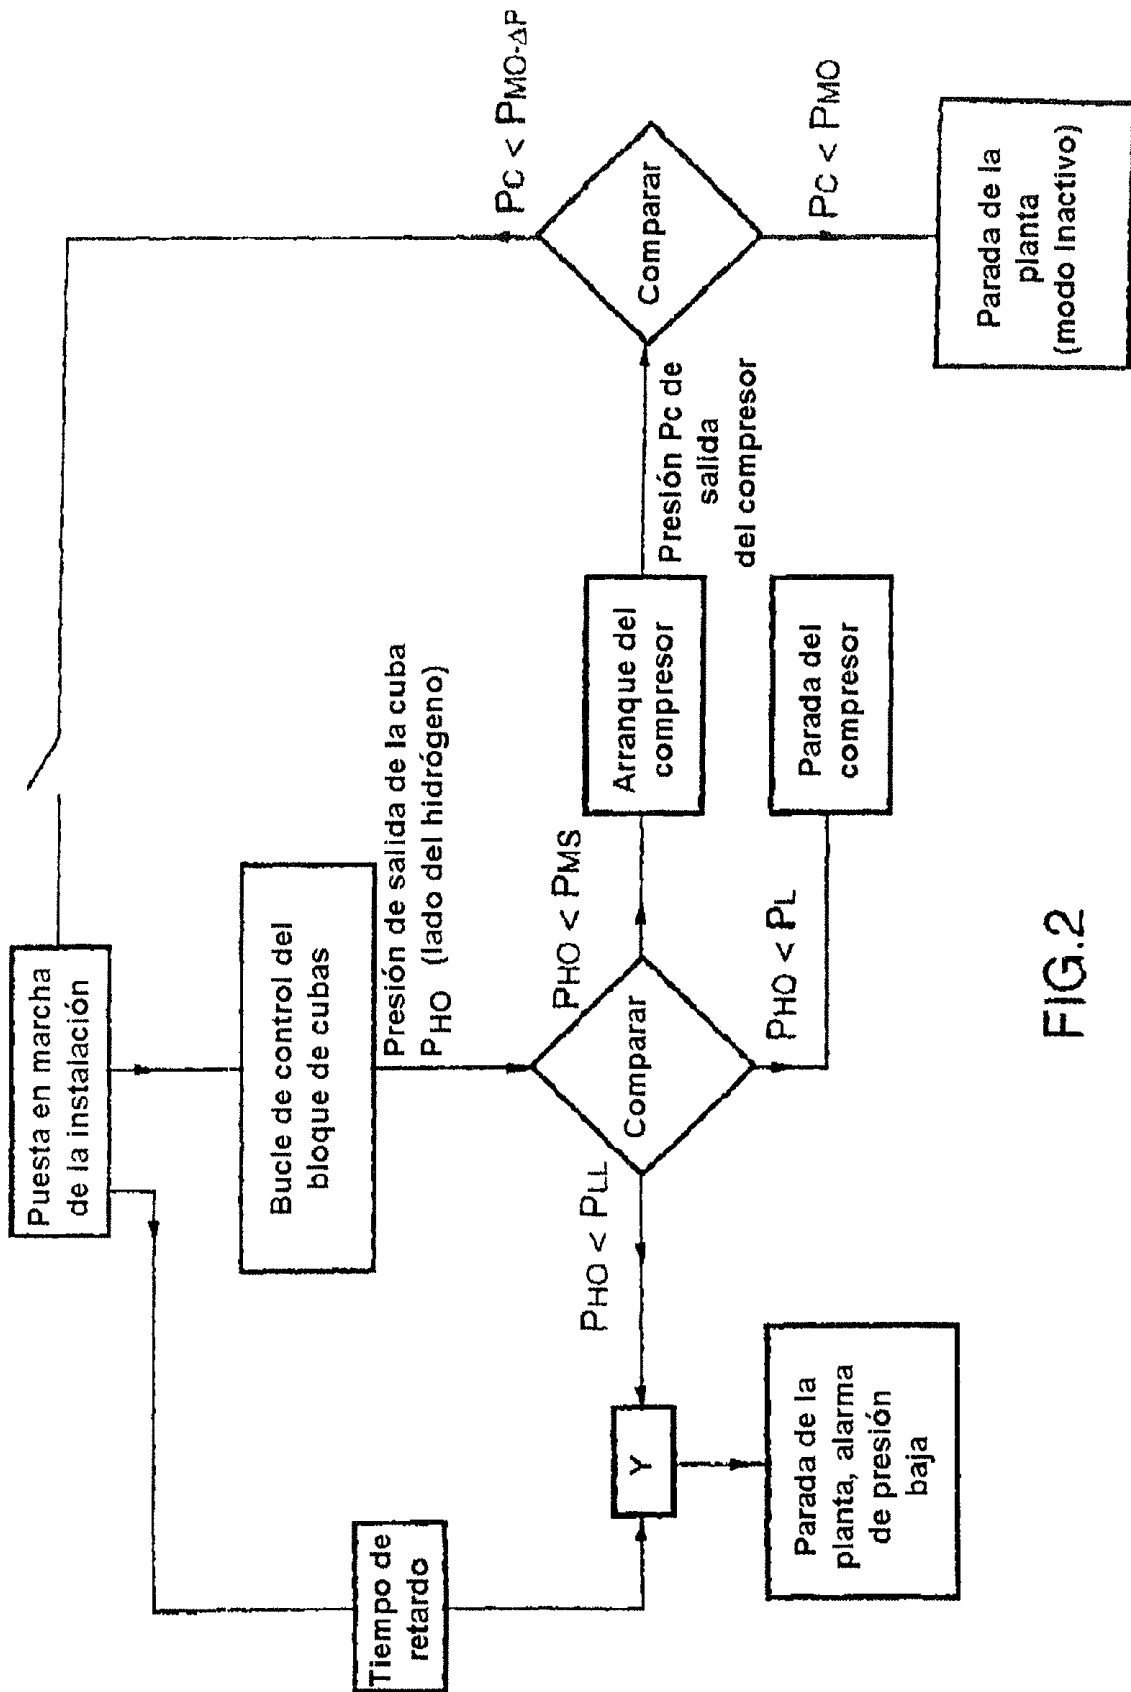 Puesta en marcha
de la instalación
Bucle de control del
bloque de cubas
Presión de salida de la cuba
PHO (lado del hidrógeno)
Tiempo de
retardo
PHO < PLL
Comparar
PHO < PMS
PHO < PL
Y
Parada de la
planta, alarma
de presión
baja
Arranque del
compresor
Parada del
compresor
Presión Pc de
salida
del compresor
Comparar
PC < PMO-ΔP
PC < PMO
Parada de la
planta
(modo Inactivo)
FIG.2